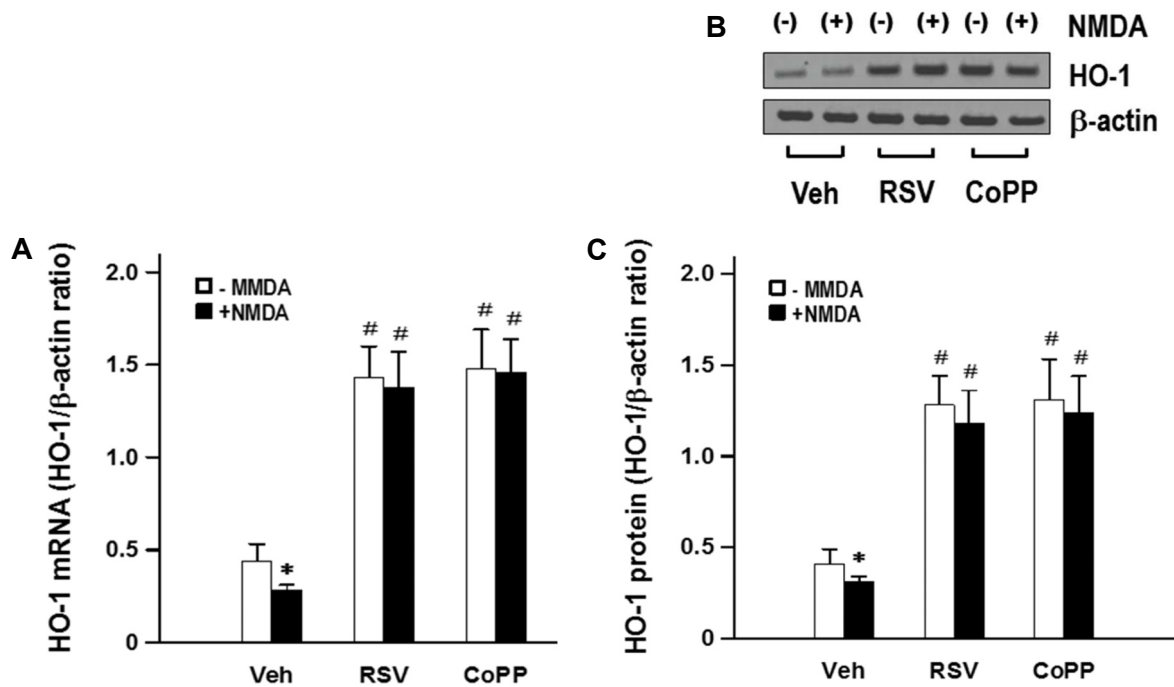 B
(-) (+) (-) (+) (-) (+) NMDA
HO-1
β-actin
Veh RSV CoPP
A
HO-1 mRNA (HO-1/β-actin ratio)
2.0
1.5
1.0
0.5
0
- MMDA
+NMDA
# # # #
*
Veh RSV CoPP
C
HO-1 protein (HO-1/β-actin ratio)
2.0
1.5
1.0
0.5
0
- MMDA
+NMDA
# # # #
*
Veh RSV CoPP